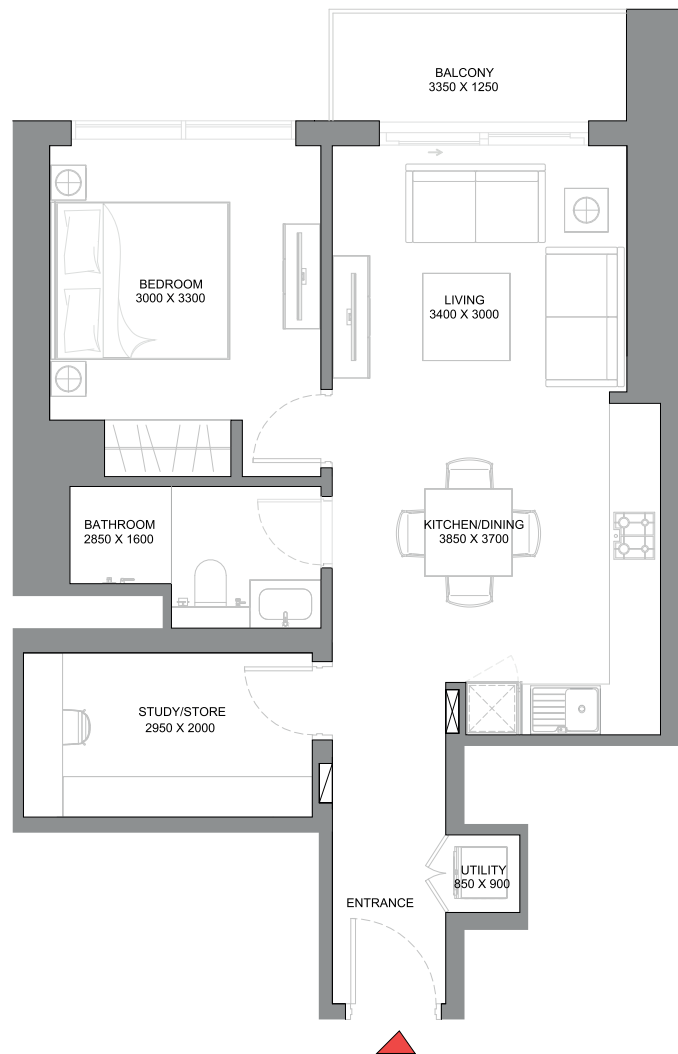 BALCONY
3350 X 1250
BEDROOM
3000 X 3300
LIVING
3400 X 3000
BATHROOM
2850 X 1600
KITCHEN/DINING
3850 X 3700
STUDY/STORE
2950 X 2000
UTILITY
850 X 900
ENTRANCE